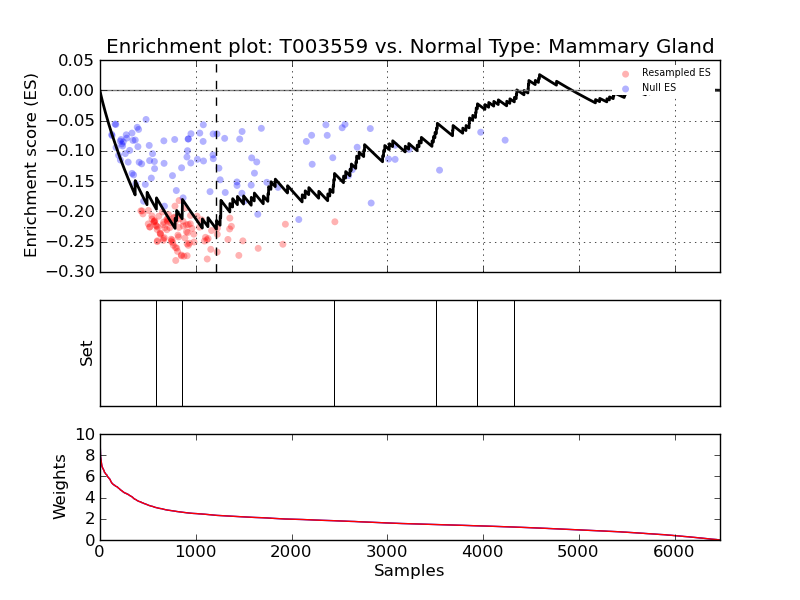 Enrichment plot: T003559 vs. Normal Type: Mammary Gland
0.05
0.00
−0.05
−0.10
−0.15
−0.20
−0.25
−0.30
Enrichment score (ES)
Resampled ES
Null ES
Set
10
8
6
4
2
0
Weights
0 1000 2000 3000 4000 5000 6000
Samples